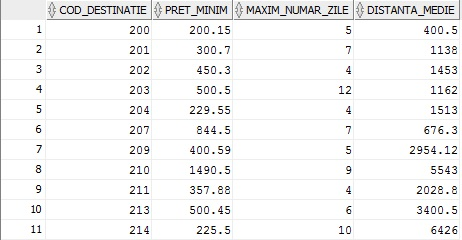 COD_DESTINATIE PRET_MINIM MAXIM_NUMAR_ZILE DISTANTA_MEDIE
1 200 200.15 5 400.5
2 201 300.7 7 1138
3 202 450.3 4 1453
4 203 500.5 12 1162
5 204 229.55 4 1513
6 207 844.5 7 676.3
7 209 400.59 5 2954.12
8 210 1490.5 9 5543
9 211 357.88 4 2028.8
10 213 500.45 6 3400.5
11 214 225.5 10 6426